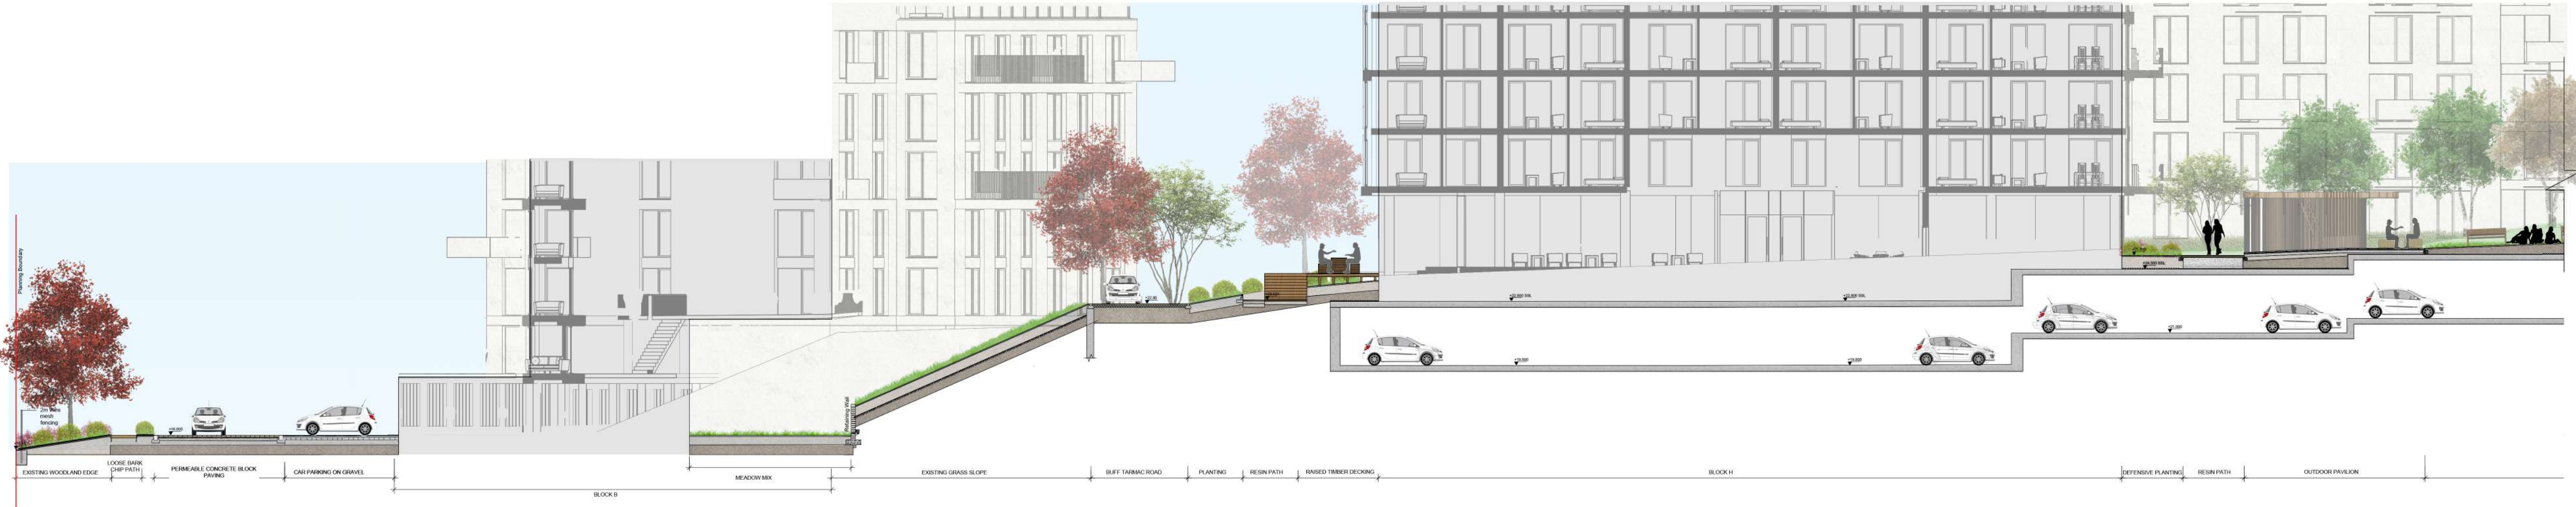 Planning Boundary
2m wire
mesh
fencing
Retaining Wall
EXISTING WOODLAND EDGE
LOOSE BARK
CHIP PATH
PERMEABLE CONCRETE BLOCK
PAVING
CAR PARKING ON GRAVEL
MEADOW MIX
BLOCK B
EXISTING GRASS SLOPE
BUFF TARMAC ROAD
PLANTING
RESIN PATH
RAISED TIMBER DECKING
BLOCK H
DEFENSIVE PLANTING
RESIN PATH
OUTDOOR PAVILION